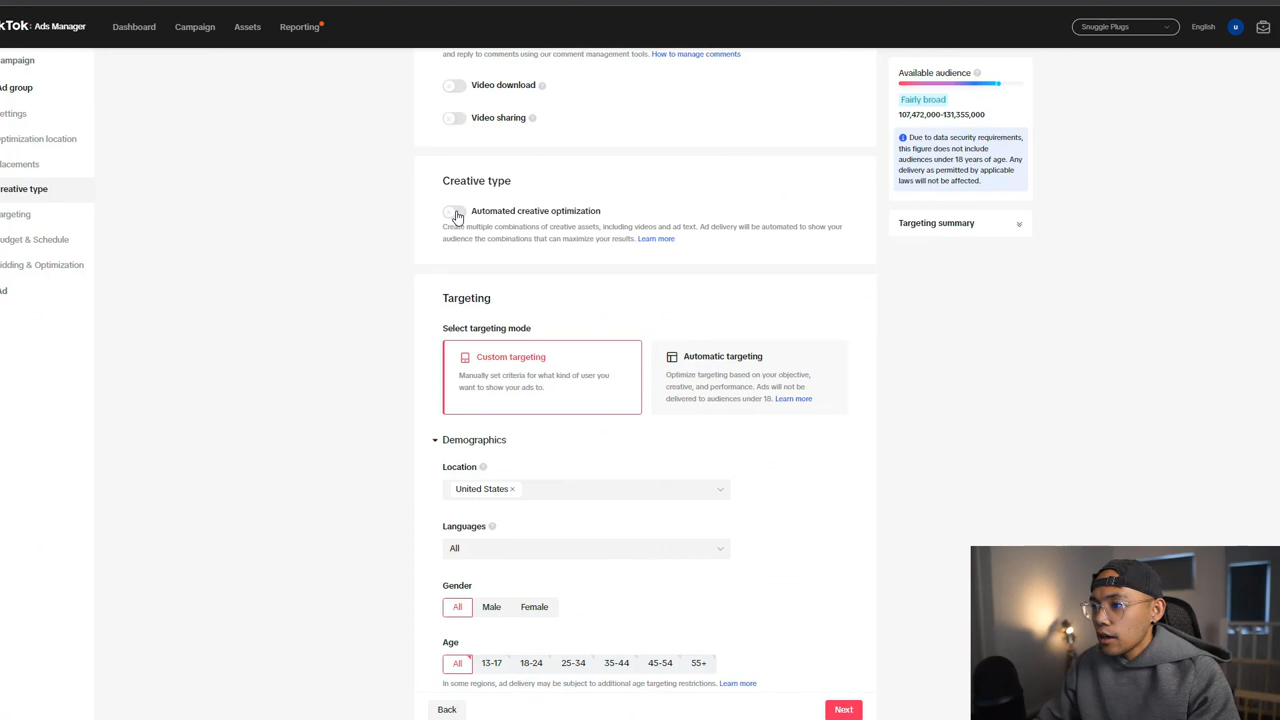 kTok: Ads Manager Dashboard Campaign Assets Reporting Snuggle Plugs English u
ampaign
Ad group
ettings
Optimization location
lacements
reative type
argeting
udget & Schedule
idding & Optimization
Ad
and reply to comments using our comment management tools. How to manage comments
Video download ?
Video sharing ?
Creative type
Automated creative optimization
Create multiple combinations of creative assets, including videos and ad text. Ad delivery will be automated to show your
audience the combinations that can maximize your results. Learn more
Targeting
Select targeting mode
Custom targeting
Manually set criteria for what kind of user you
want to show your ads to.
Automatic targeting
Optimize targeting based on your objective,
creative, and performance. Ads will not be
delivered to audiences under 18. Learn more
Demographics
Location ?
United States ×
Languages ?
All
Gender
All Male Female
Age
All 13-17 18-24 25-34 35-44 45-54 55+
In some regions, ad delivery may be subject to additional age targeting restrictions. Learn more
Back Next
Available audience ?
Fairly broad
107,472,000-131,355,000
Due to data security requirements,
this figure does not include
audiences under 18 years of age. Any
delivery as permitted by applicable
laws will not be affected.
Targeting summary